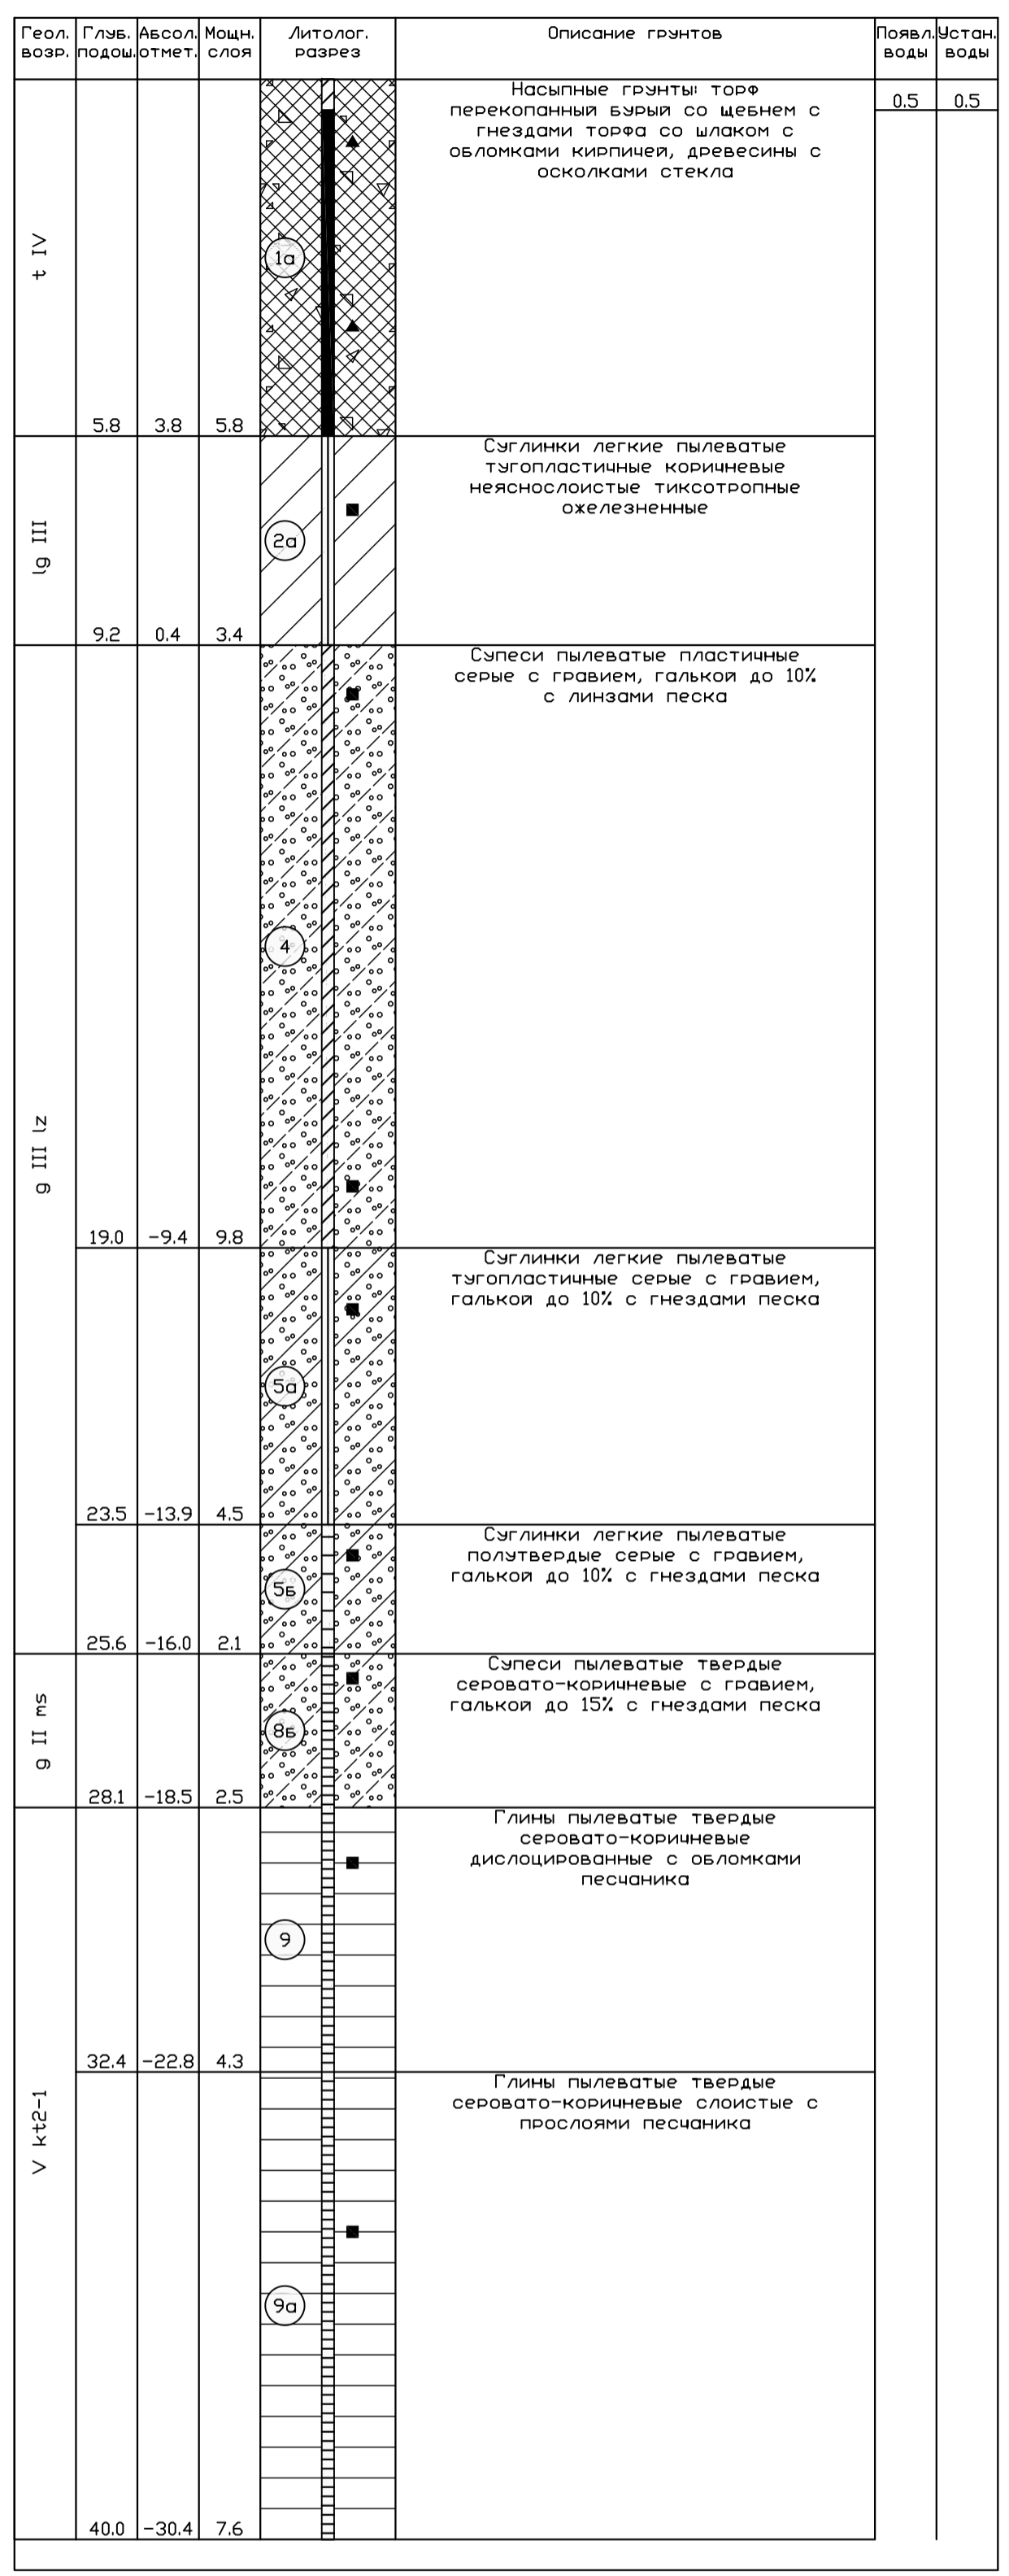 Геол.
возр.
Глуб.
подош.
Абсол.
отмет.
Мощн.
слоя
Литолог.
разрез
Описание грунтов
Появл.
воды
Устан.
воды
t IV
5.8
3.8
5.8
1а
Насыпные грунты: торф
перекопанный бурый со щебнем с
гнездами торфа со шлаком с
обломками кирпичей, древесины с
осколками стекла
0.5
0.5
lg III
9.2
0.4
3.4
2а
Суглинки легкие пылеватые
тугопластичные коричневые
неяснослоистые тиксотропные
ожелезненные
g III lz
19.0
-9.4
9.8
4
Супеси пылеватые пластичные
серые с гравием, галькой до 10%
с линзами песка
23.5
-13.9
4.5
5а
Суглинки легкие пылеватые
тугопластичные серые с гравием,
галькой до 10% с гнездами песка
25.6
-16.0
2.1
5Б
Суглинки легкие пылеватые
полутвердые серые с гравием,
галькой до 10% с гнездами песка
g II ms
28.1
-18.5
2.5
8Б
Супеси пылеватые твердые
серовато-коричневые с гравием,
галькой до 15% с гнездами песка
V kt2-1
32.4
-22.8
4.3
9
Глины пылеватые твердые
серовато-коричневые
дислоцированные с обломками
песчаника
40.0
-30.4
7.6
9а
Глины пылеватые твердые
серовато-коричневые слоистые с
прослоями песчаника